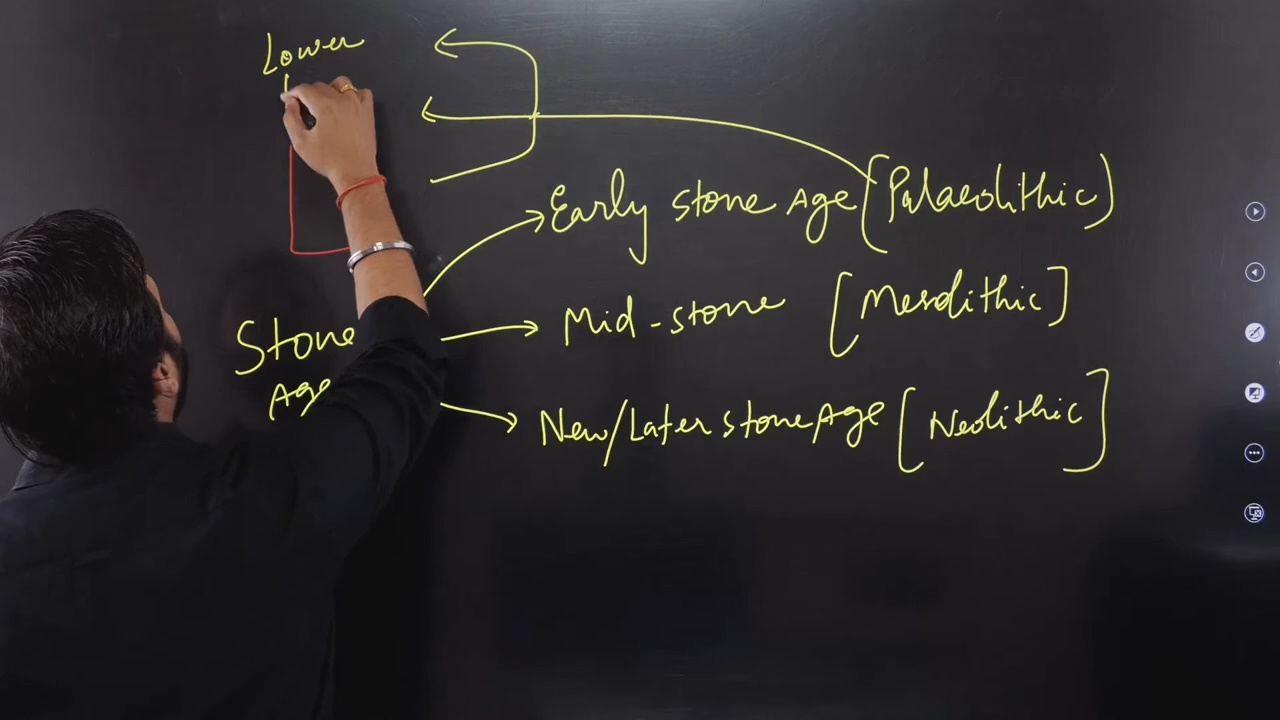 Lower
Early stone Age (Palaeolithic)
Stone
Age
Mid-stone [Mesolithic]
New/Later stone Age [Neolithic]